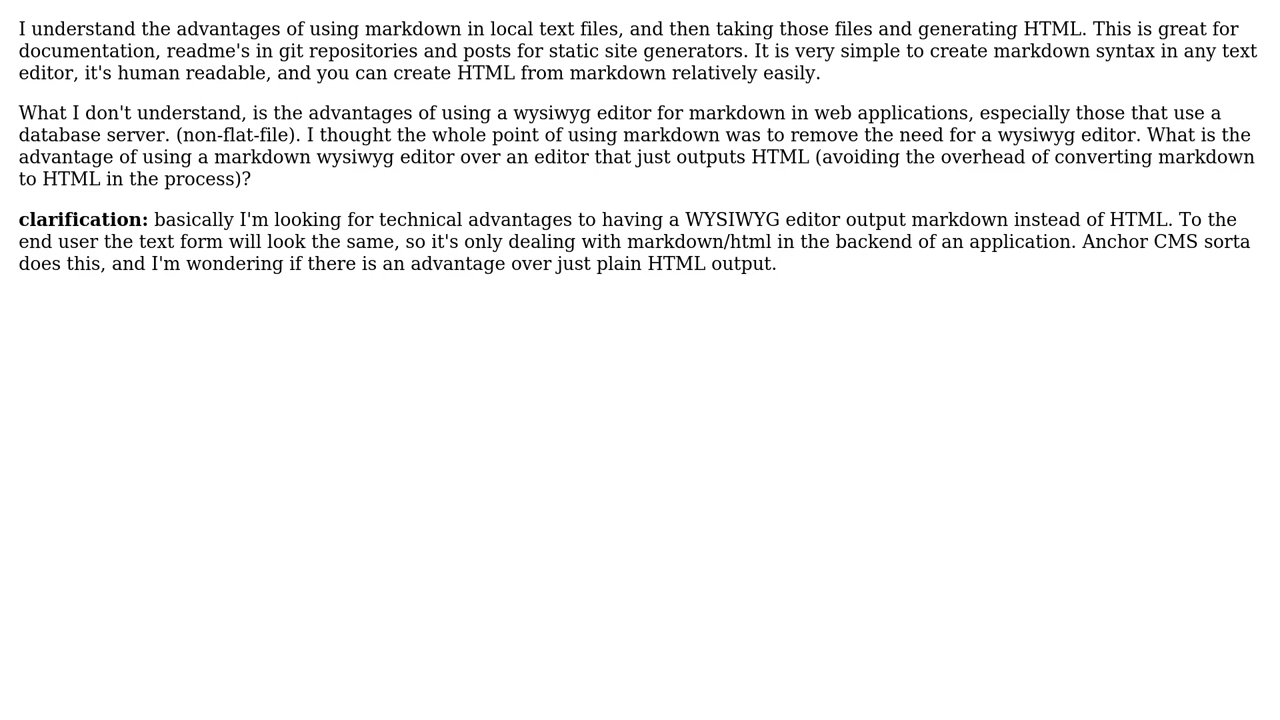 I understand the advantages of using markdown in local text files, and then taking those files and generating HTML. This is great for
documentation, readme's in git repositories and posts for static site generators. It is very simple to create markdown syntax in any text
editor, it's human readable, and you can create HTML from markdown relatively easily.
What I don't understand, is the advantages of using a wysiwyg editor for markdown in web applications, especially those that use a
database server. (non-flat-file). I thought the whole point of using markdown was to remove the need for a wysiwyg editor. What is the
advantage of using a markdown wysiwyg editor over an editor that just outputs HTML (avoiding the overhead of converting markdown
to HTML in the process)?
clarification: basically I'm looking for technical advantages to having a WYSIWYG editor output markdown instead of HTML. To the
end user the text form will look the same, so it's only dealing with markdown/html in the backend of an application. Anchor CMS sorta
does this, and I'm wondering if there is an advantage over just plain HTML output.